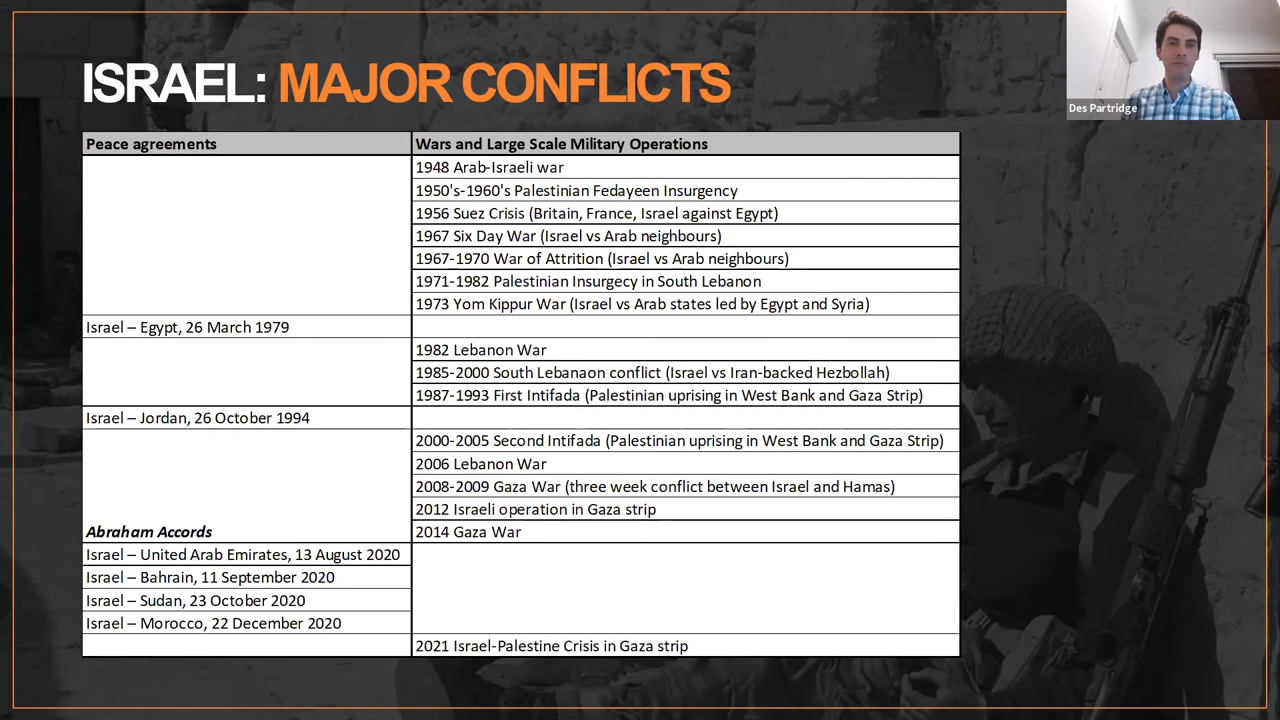 ISRAEL: MAJOR CONFLICTS
Des Partridge
Peace agreements
Wars and Large Scale Military Operations
1948 Arab-Israeli war
1950's-1960's Palestinian Fedayeen Insurgency
1956 Suez Crisis (Britain, France, Israel against Egypt)
1967 Six Day War (Israel vs Arab neighbours)
1967-1970 War of Attrition (Israel vs Arab neighbours)
1971-1982 Palestinian Insurgecy in South Lebanon
1973 Yom Kippur War (Israel vs Arab states led by Egypt and Syria)
Israel – Egypt, 26 March 1979
1982 Lebanon War
1985-2000 South Lebanaon conflict (Israel vs Iran-backed Hezbollah)
1987-1993 First Intifada (Palestinian uprising in West Bank and Gaza Strip)
Israel – Jordan, 26 October 1994
2000-2005 Second Intifada (Palestinian uprising in West Bank and Gaza Strip)
2006 Lebanon War
2008-2009 Gaza War (three week conflict between Israel and Hamas)
2012 Israeli operation in Gaza strip
Abraham Accords
2014 Gaza War
Israel – United Arab Emirates, 13 August 2020
Israel – Bahrain, 11 September 2020
Israel – Sudan, 23 October 2020
Israel – Morocco, 22 December 2020
2021 Israel-Palestine Crisis in Gaza strip